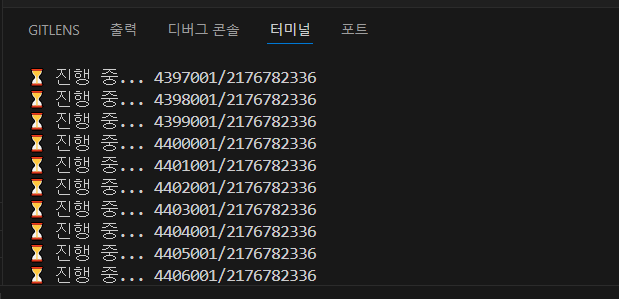 GITLENS 출력 디버그 콘솔 터미널 포트
⏳ 진행 중... 4397001/2176782336
⏳ 진행 중... 4398001/2176782336
⏳ 진행 중... 4399001/2176782336
⏳ 진행 중... 4400001/2176782336
⏳ 진행 중... 4401001/2176782336
⏳ 진행 중... 4402001/2176782336
⏳ 진행 중... 4403001/2176782336
⏳ 진행 중... 4404001/2176782336
⏳ 진행 중... 4405001/2176782336
⏳ 진행 중... 4406001/2176782336